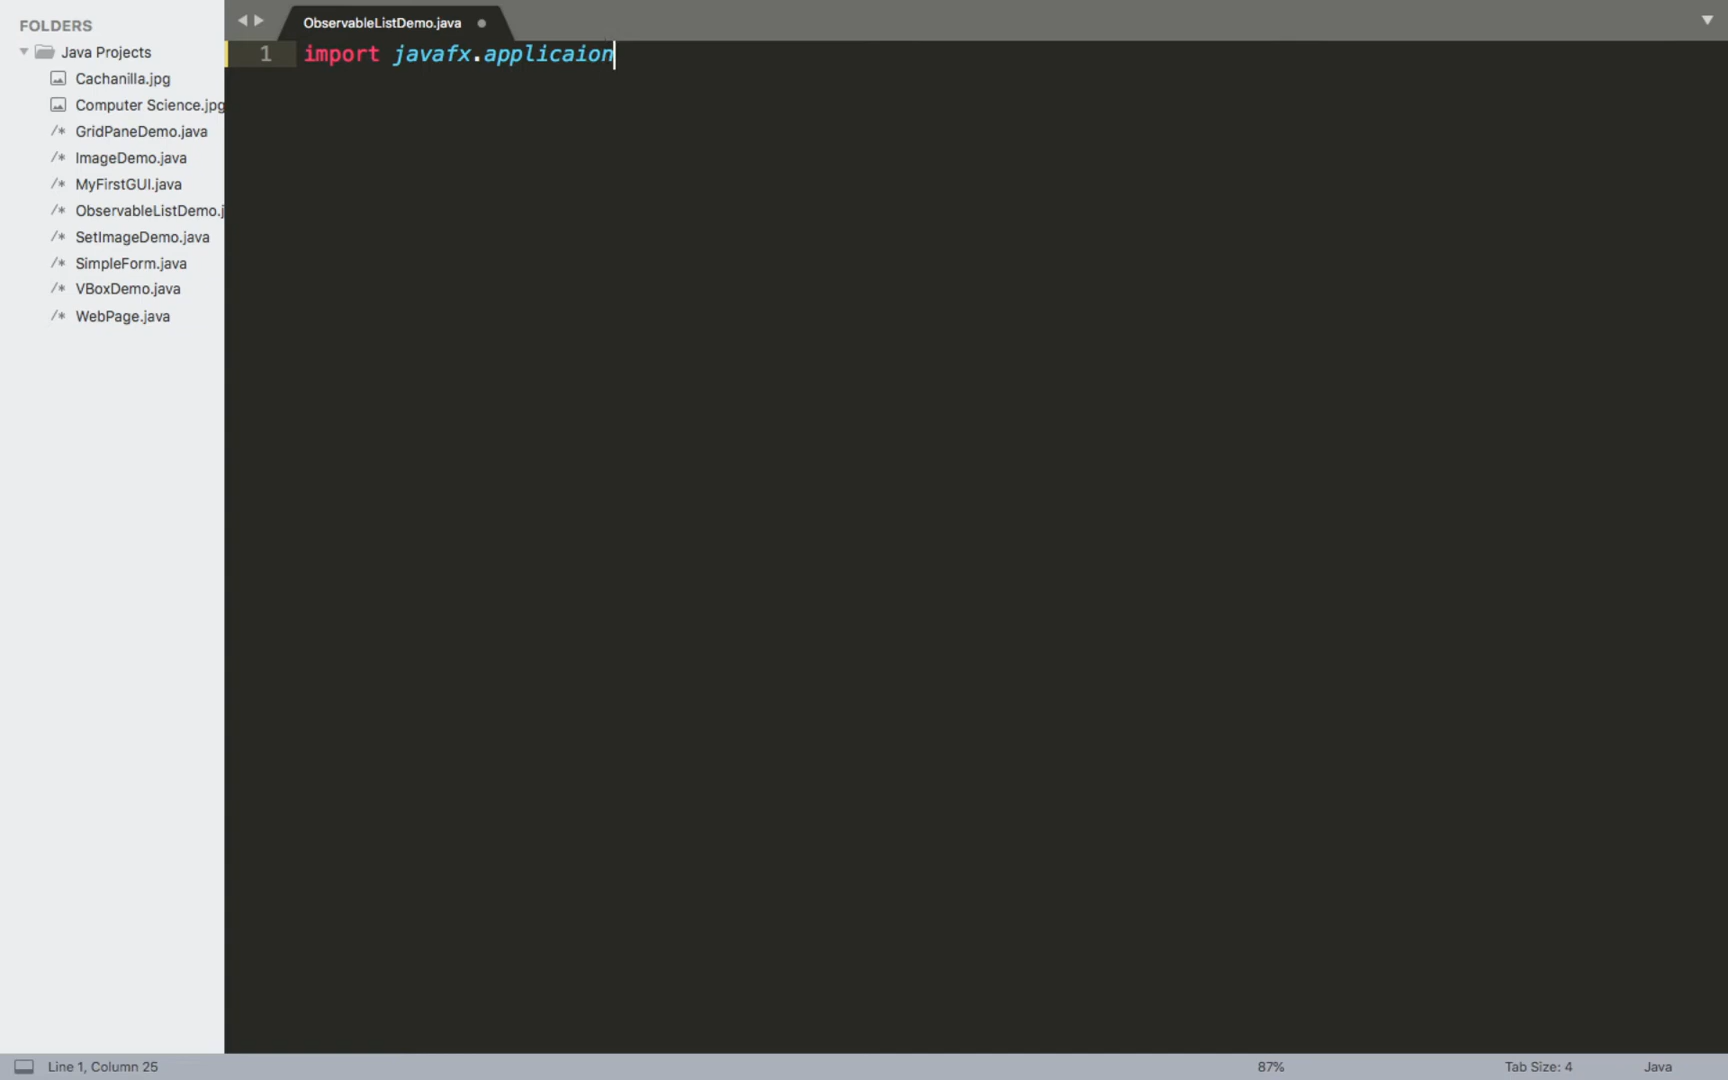 FOLDERS
Java Projects
Cachanilla.jpg
Computer Science.jpg
/* GridPaneDemo.java
/* ImageDemo.java
/* MyFirstGUI.java
/* ObservableListDemo.j
/* SetImageDemo.java
/* SimpleForm.java
/* VBoxDemo.java
/* WebPage.java
ObservableListDemo.java
1 import javafx.applicaion
Line 1, Column 25
87%
Tab Size: 4
Java